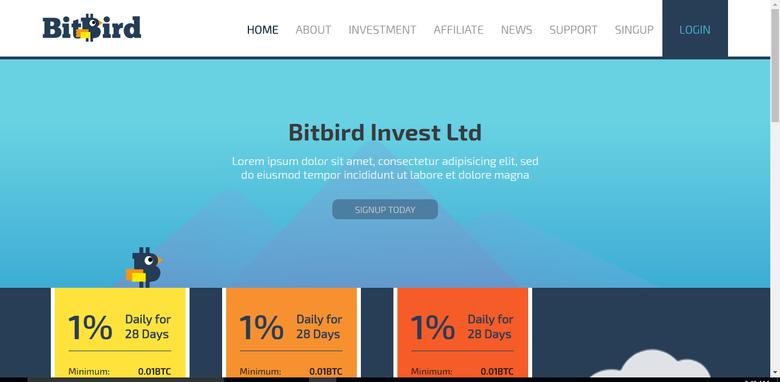 BitBird
HOME ABOUT INVESTMENT AFFILIATE NEWS SUPPORT SINGUP LOGIN
Bitbird Invest Ltd
Lorem ipsum dolor sit amet, consectetur adipisicing elit, sed
do eiusmod tempor incididunt ut labore et dolore magna
SIGNUP TODAY
1% Daily for
28 Days
Minimum: 0.01BTC
1% Daily for
28 Days
Minimum: 0.01BTC
1% Daily for
28 Days
Minimum: 0.01BTC